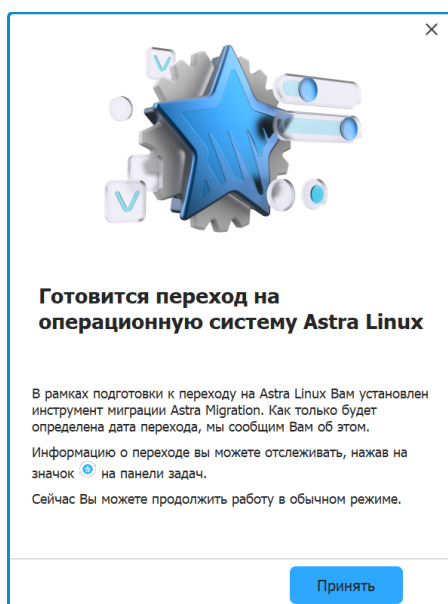 Готовится переход на
операционную систему Astra Linux
В рамках подготовки к переходу на Astra Linux Вам установлен
инструмент миграции Astra Migration. Как только будет
определена дата перехода, мы сообщим Вам об этом.
Информацию о переходе вы можете отслеживать, нажав на
значок на панели задач.
Сейчас Вы можете продолжить работу в обычном режиме.
Принять